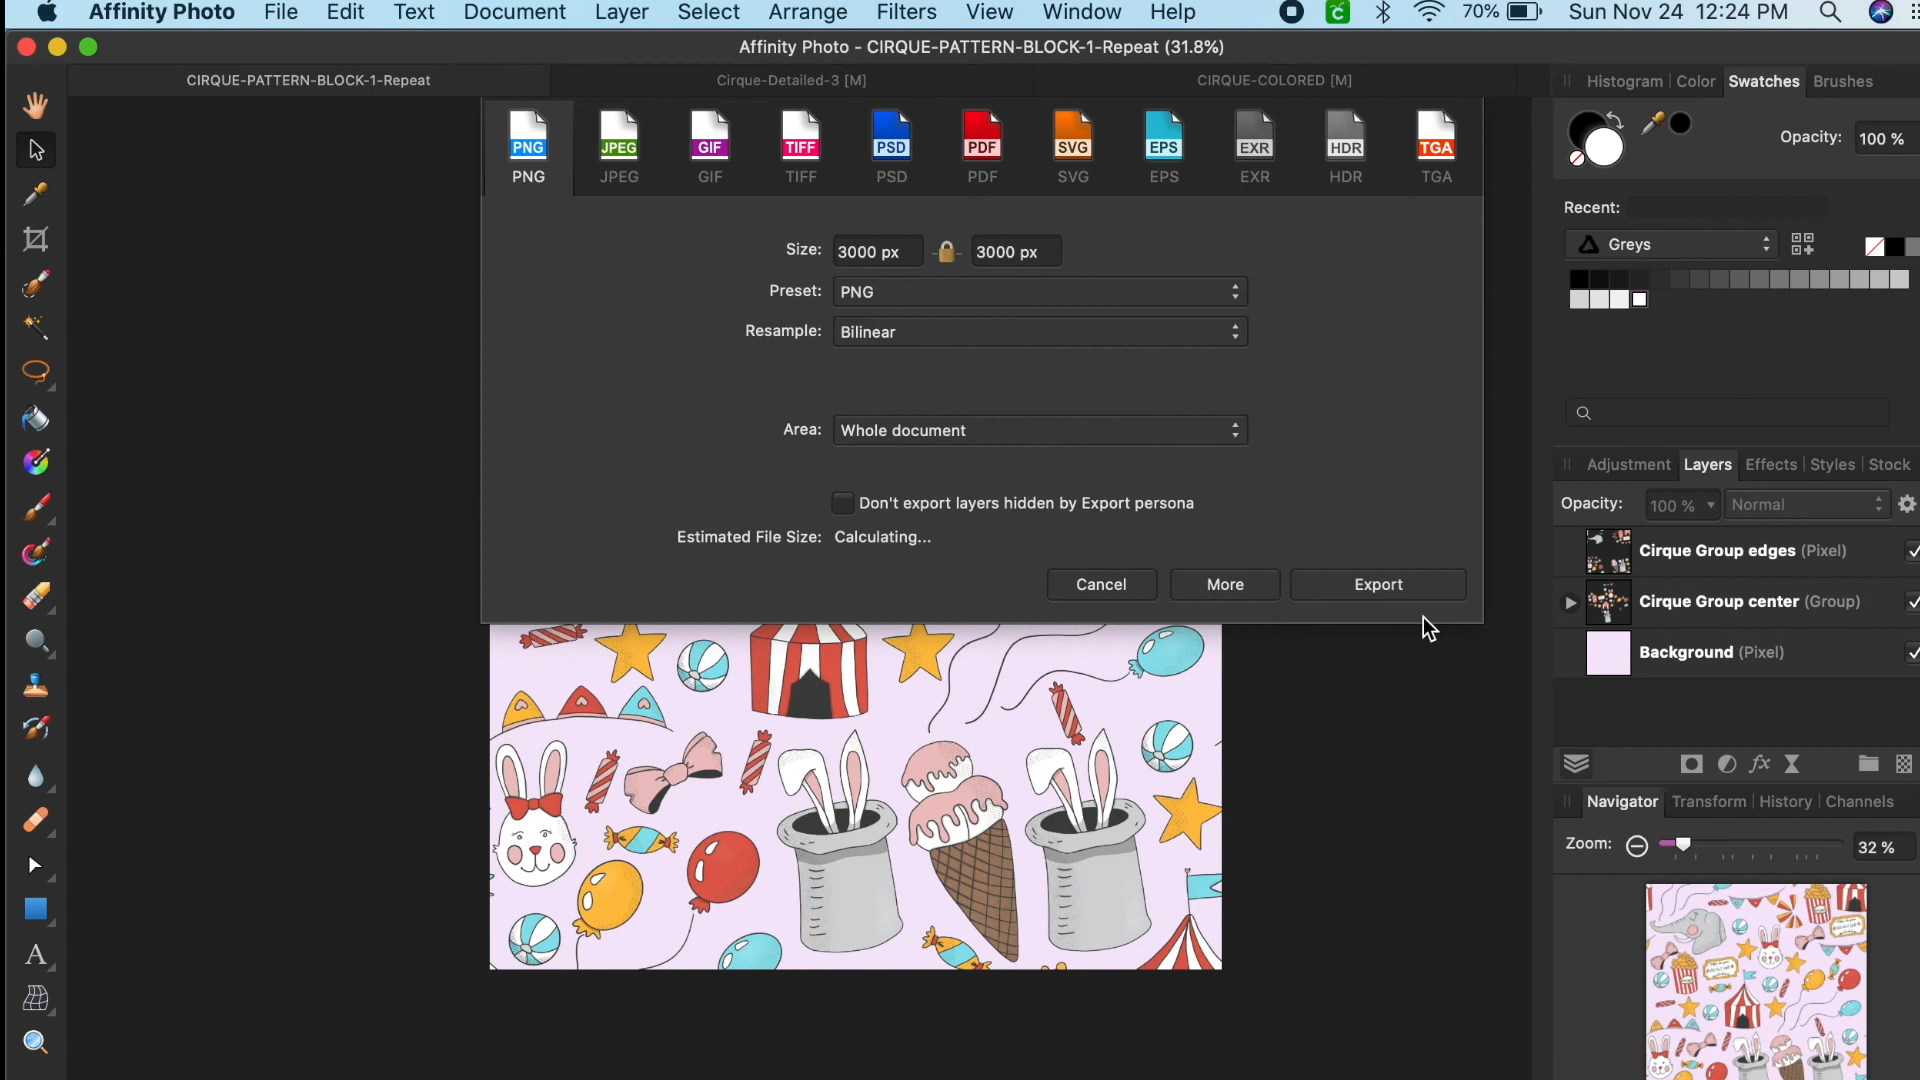 Affinity Photo File Edit Text Document Layer Select Arrange Filters View Window Help 70% Sun Nov 24 12:24 PM
Affinity Photo - CIRQUE-PATTERN-BLOCK-1-Repeat (31.8%)
CIRQUE-PATTERN-BLOCK-1-Repeat Cirque-Detailed-3 [M] CIRQUE-COLORED [M]
Histogram Color Swatches Brushes
PNG JPEG GIF TIFF PSD PDF SVG EPS EXR HDR TGA
PNG JPEG GIF TIFF PSD PDF SVG EPS EXR HDR TGA
Opacity: 100 %
Recent:
Greys
Size: 3000 px 3000 px
Preset: PNG
Resample: Bilinear
Area: Whole document
Don't export layers hidden by Export persona
Estimated File Size: Calculating...
Cancel More Export
Adjustment Layers Effects Styles Stock
Opacity: 100 % Normal
Cirque Group edges (Pixel)
Cirque Group center (Group)
Background (Pixel)
fx
Navigator Transform History Channels
Zoom: 32 %
A